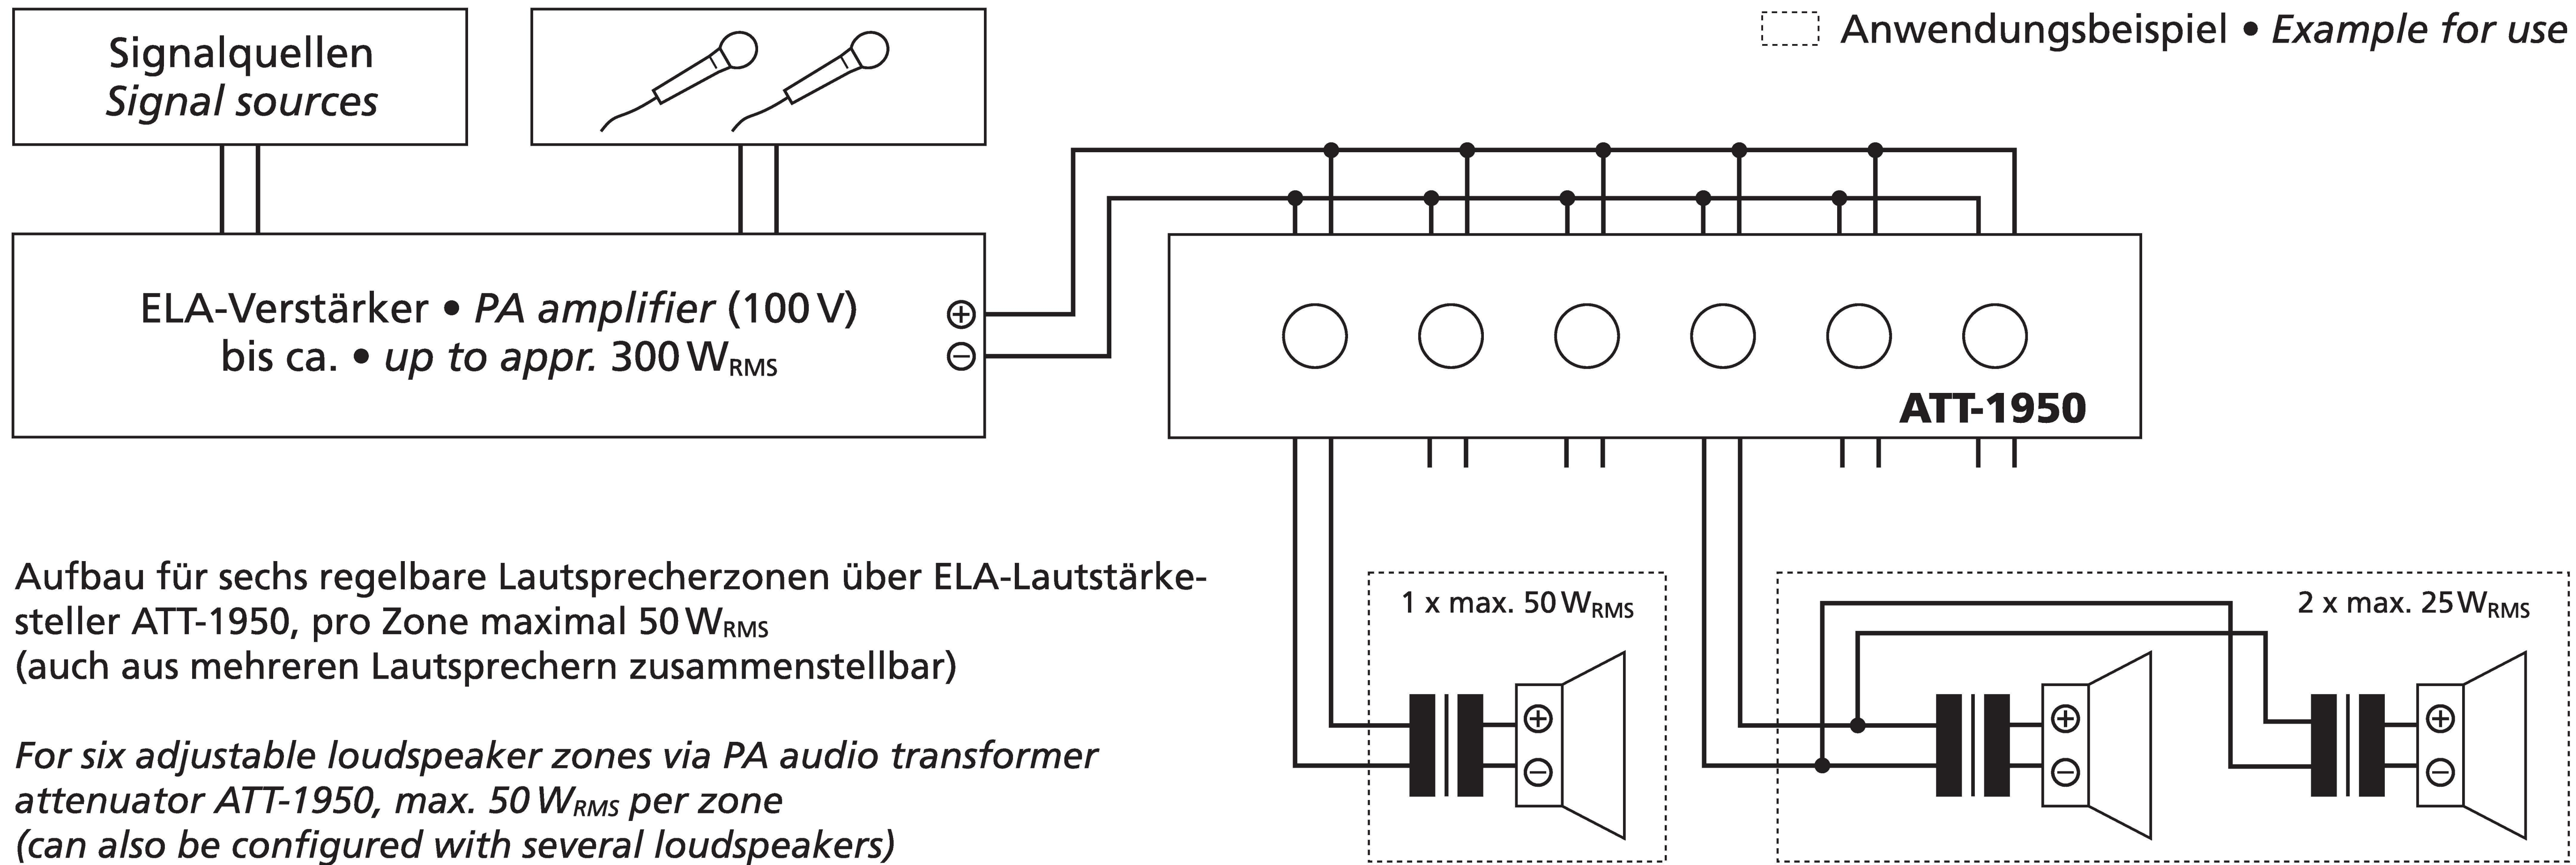 Signalquellen
Signal sources
Anwendungsbeispiel • Example for use
ELA-Verstärker • PA amplifier (100 V)
bis ca. • up to appr. 300 WRMS
+
−
ATT-1950
Aufbau für sechs regelbare Lautsprecherzonen über ELA-Lautstärke-
steller ATT-1950, pro Zone maximal 50 WRMS
(auch aus mehreren Lautsprechern zusammenstellbar)
For six adjustable loudspeaker zones via PA audio transformer
attenuator ATT-1950, max. 50 WRMS per zone
(can also be configured with several loudspeakers)
1 x max. 50 WRMS
+
−
2 x max. 25 WRMS
+
−
+
−